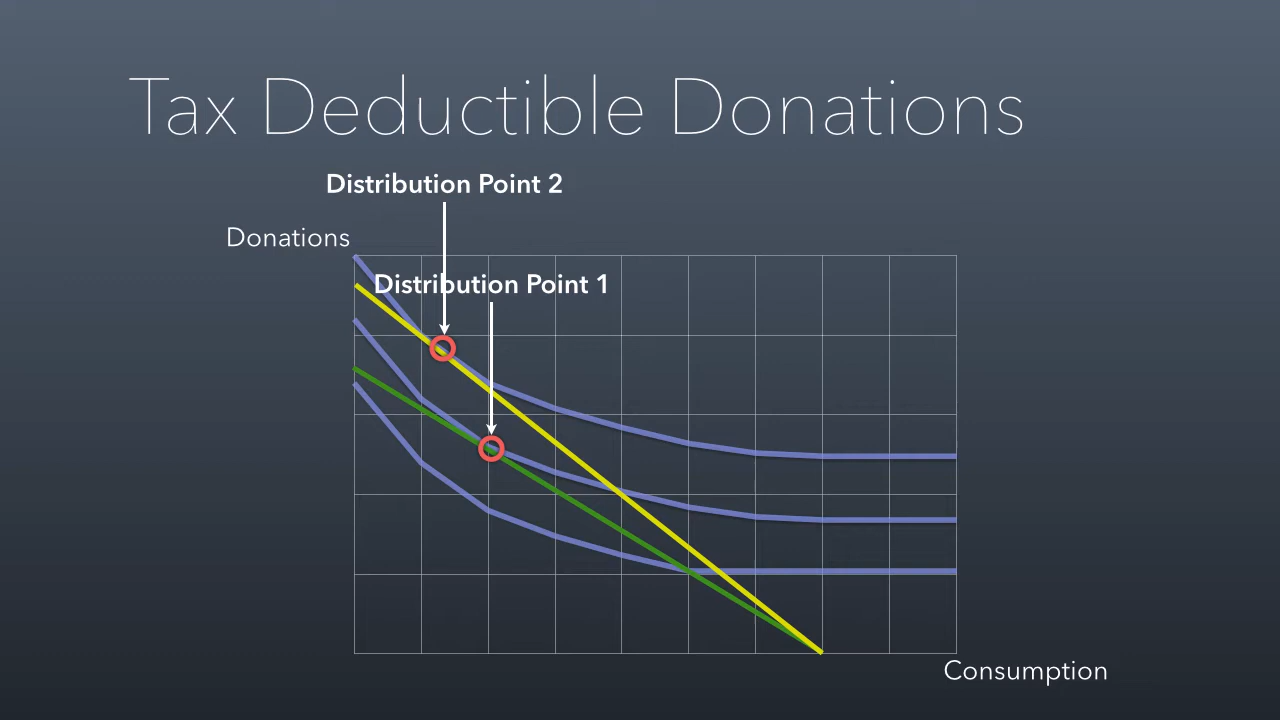 Tax Deductible Donations
Distribution Point 2
Donations
Distribution Point 1
Consumption